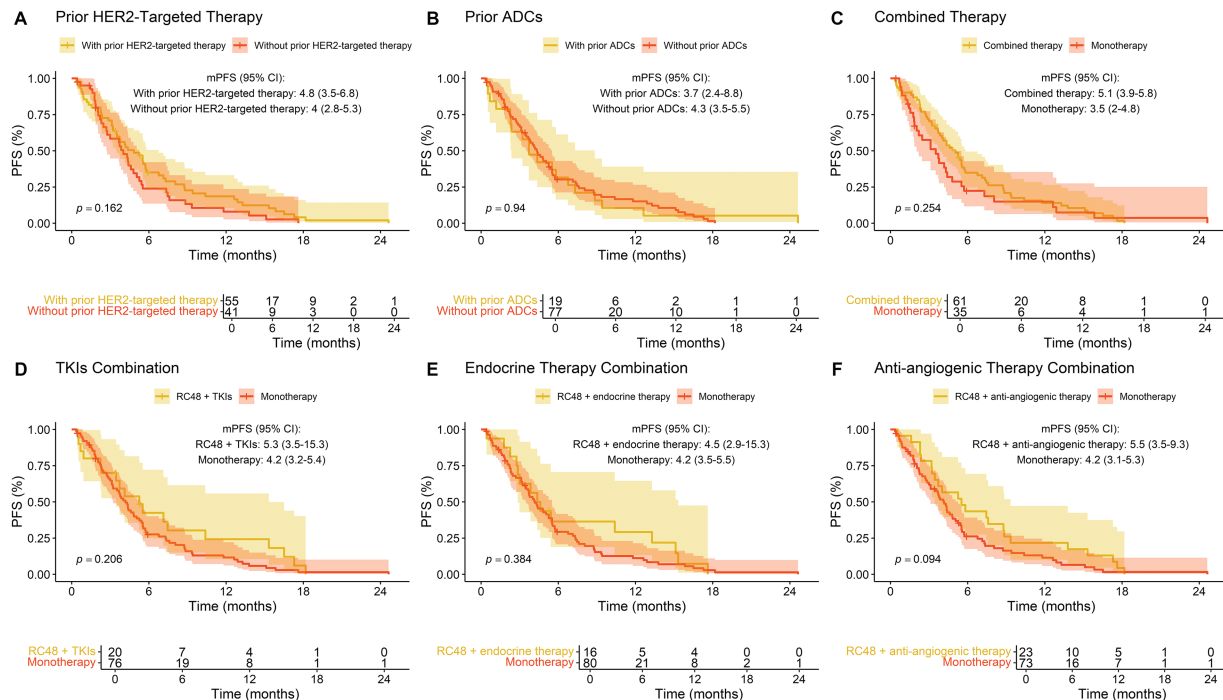 A Prior HER2-Targeted Therapy
With prior HER2-targeted therapy Without prior HER2-targeted therapy
mPFS (95% CI):
With prior HER2-targeted therapy: 4.8 (3.5-6.8)
Without prior HER2-targeted therapy: 4 (2.8-5.3)
PFS (%)
1.00
0.75
0.50
0.25
0.00
p = 0.162
0 6 12 18 24
Time (months)
With prior HER2-targeted therapy 55 17 9 2 1
Without prior HER2-targeted therapy 41 9 3 0 0
0 6 12 18 24
Time (months)
B Prior ADCs
With prior ADCs Without prior ADCs
mPFS (95% CI):
With prior ADCs: 3.7 (2.4-8.8)
Without prior ADCs: 4.3 (3.5-5.5)
PFS (%)
1.00
0.75
0.50
0.25
0.00
p = 0.94
0 6 12 18 24
Time (months)
With prior ADCs 19 6 2 1 1
Without prior ADCs 77 20 10 1 0
0 6 12 18 24
Time (months)
C Combined Therapy
Combined therapy Monotherapy
mPFS (95% CI):
Combined therapy: 5.1 (3.9-5.8)
Monotherapy: 3.5 (2-4.8)
PFS (%)
1.00
0.75
0.50
0.25
0.00
p = 0.254
0 6 12 18 24
Time (months)
Combined therapy 61 20 8 1 0
Monotherapy 35 6 4 1 1
0 6 12 18 24
Time (months)
D TKIs Combination
RC48 + TKIs Monotherapy
mPFS (95% CI):
RC48 + TKIs: 5.3 (3.5-15.3)
Monotherapy: 4.2 (3.2-5.4)
PFS (%)
1.00
0.75
0.50
0.25
0.00
p = 0.206
0 6 12 18 24
Time (months)
RC48 + TKIs 20 7 4 1 0
Monotherapy 76 19 8 1 1
0 6 12 18 24
Time (months)
E Endocrine Therapy Combination
RC48 + endocrine therapy Monotherapy
mPFS (95% CI):
RC48 + endocrine therapy: 4.5 (2.9-15.3)
Monotherapy: 4.2 (3.5-5.5)
PFS (%)
1.00
0.75
0.50
0.25
0.00
p = 0.384
0 6 12 18 24
Time (months)
RC48 + endocrine therapy 16 5 4 0 0
Monotherapy 80 21 8 2 1
0 6 12 18 24
Time (months)
F Anti-angiogenic Therapy Combination
RC48 + anti-angiogenic therapy Monotherapy
mPFS (95% CI):
RC48 + anti-angiogenic therapy: 5.5 (3.5-9.3)
Monotherapy: 4.2 (3.1-5.3)
PFS (%)
1.00
0.75
0.50
0.25
0.00
p = 0.094
0 6 12 18 24
Time (months)
RC48 + anti-angiogenic therapy 23 10 5 1 0
Monotherapy 73 16 7 1 1
0 6 12 18 24
Time (months)